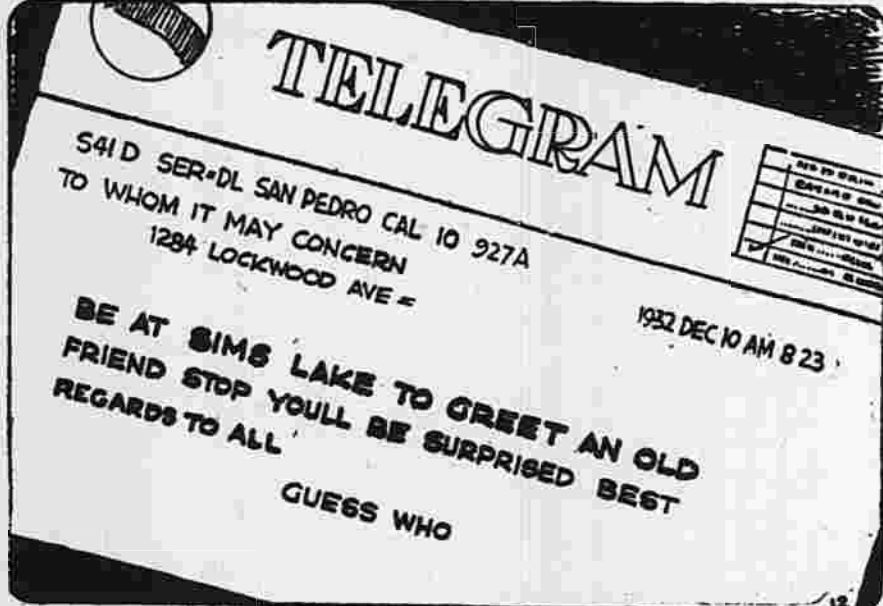 TELEGRAM
S41 D SER=DL SAN PEDRO CAL 10 927A
TO WHOM IT MAY CONCERN
1284 LOCKWOOD AVE =
1932 DEC 10 AM 8 23
BE AT SIMS LAKE TO GREET AN OLD
FRIEND STOP YOULL BE SURPRISED BEST
REGARDS TO ALL
GUESS WHO